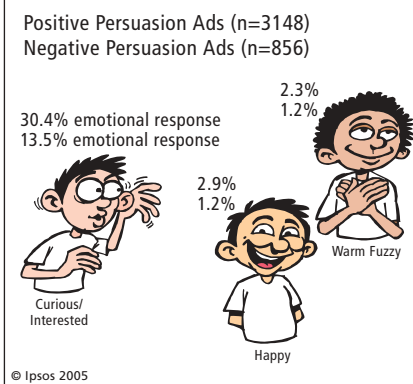 Positive Persuasion Ads (n=3148)
Negative Persuasion Ads (n=856)
2.3%
1.2%
30.4% emotional response
13.5% emotional response
2.9%
1.2%
Warm Fuzzy
Curious/
Interested
Happy
© Ipsos 2005